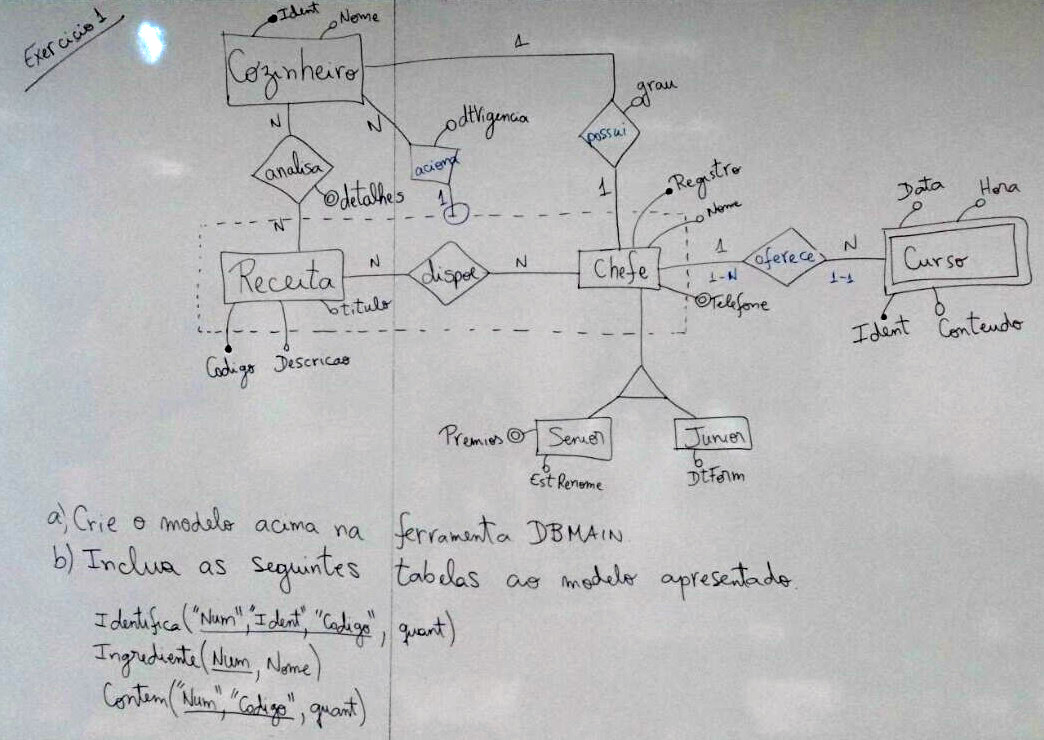 Exercicio 1
Ident
Nome
Cozinheiro
1
grau
possui
N
N
dtVigencia
analisa
aciona
detalhes
1
1
Registro
Nome
N
Receita
N
dispoe
N
Chefe
1
1-N
oferece
N
1-1
Data
Hora
Curso
titulo
Telefone
Ident
Conteudo
Codigo
Descricao
Premios
Senior
Junior
EstRenome
DtForm
a) Crie o modelo acima na ferramenta DBMAIN.
b) Inclua as seguintes tabelas ao modelo apresentado.
Identifica("Num","Ident","Codigo", quant)
Ingrediente(Num, Nome)
Contem("Num","Codigo", quant)